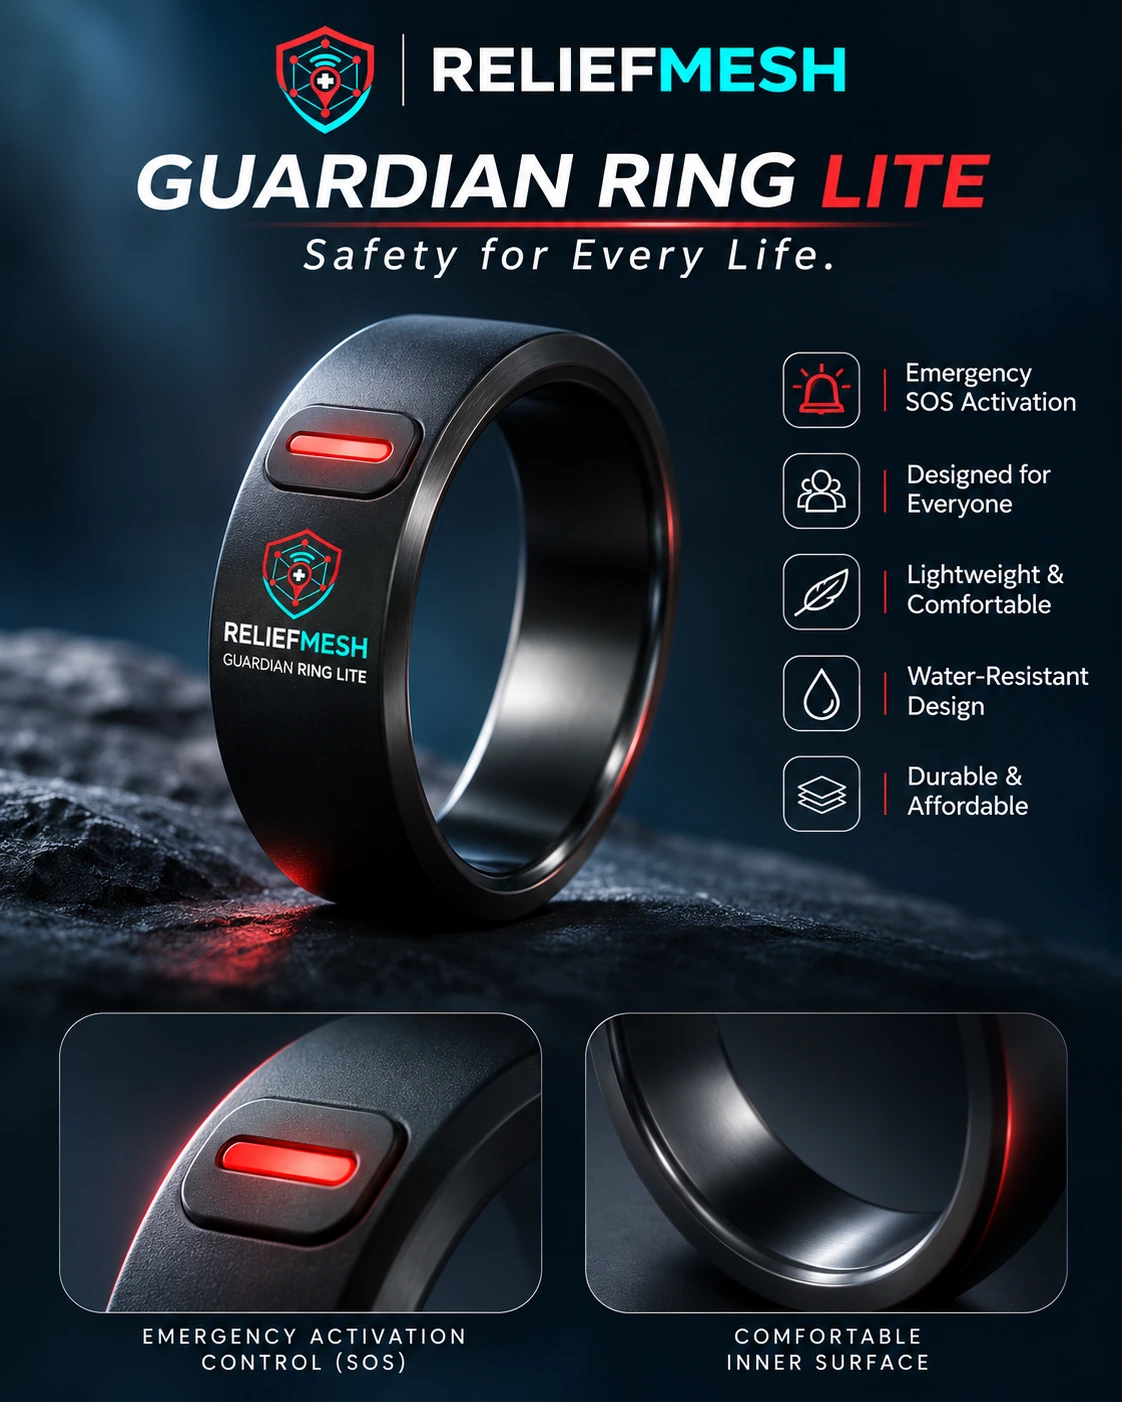 RELIEFMESH
GUARDIAN RING LITE
Safety for Every Life.
Emergency
SOS Activation
Designed for
Everyone
Lightweight &
Comfortable
Water-Resistant
Design
Durable &
Affordable
RELIEFMESH
GUARDIAN RING LITE
EMERGENCY ACTIVATION
CONTROL (SOS)
COMFORTABLE
INNER SURFACE